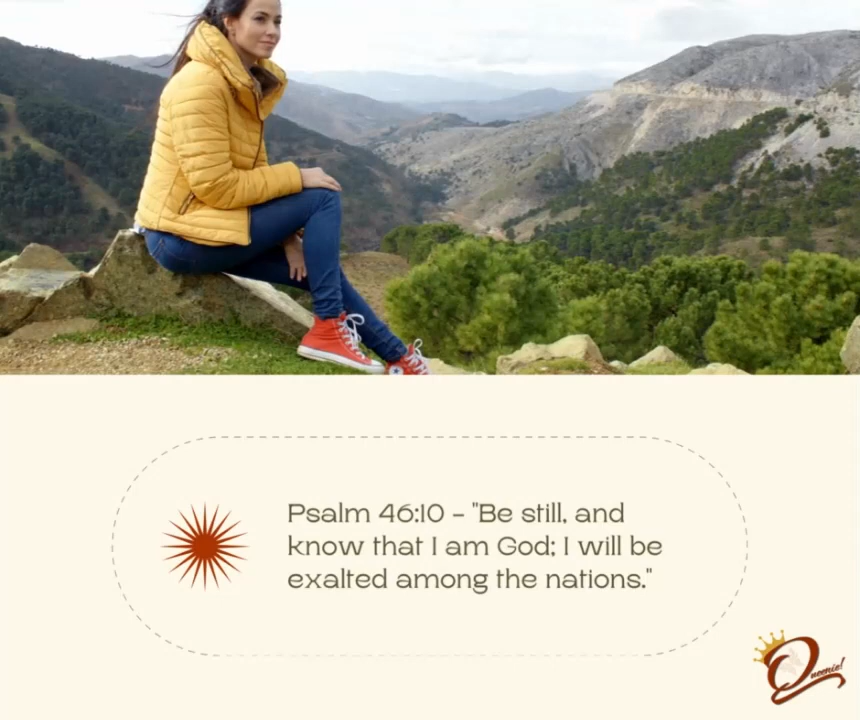 Psalm 46:10 – "Be still, and
know that I am God; I will be
exalted among the nations."
Queenie!